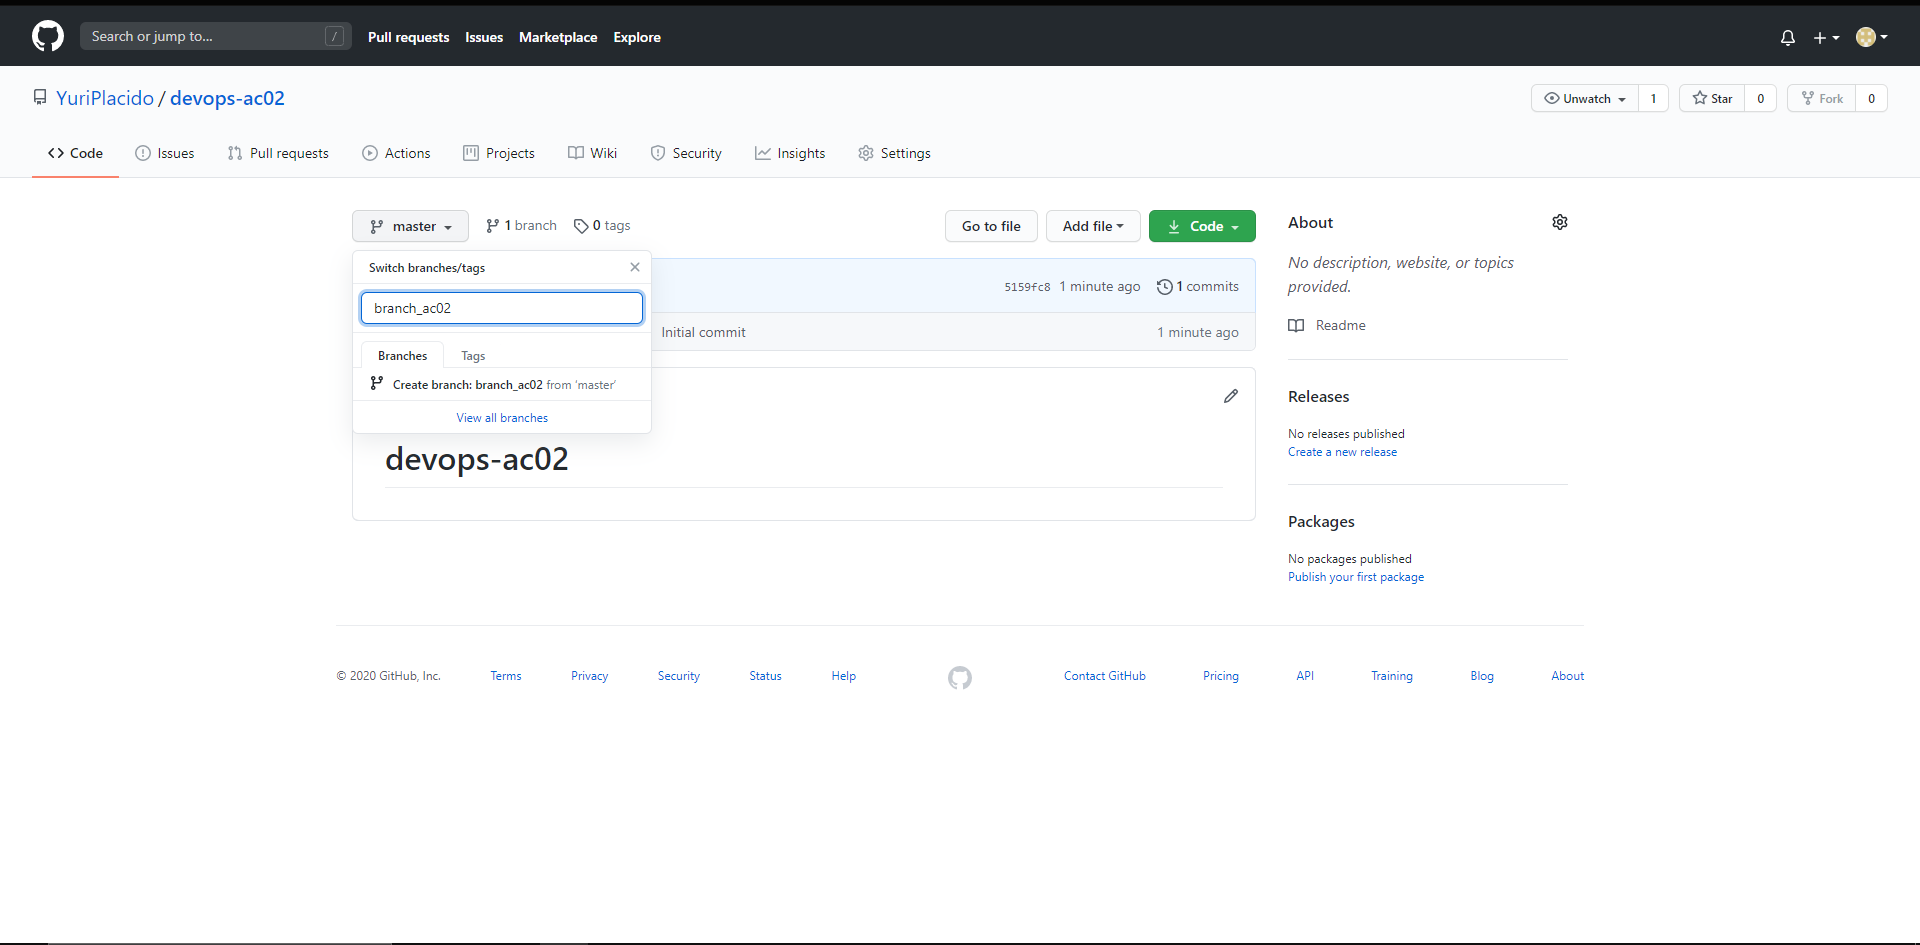 Search or jump to... / Pull requests Issues Marketplace Explore
YuriPlacido / devops-ac02 Unwatch 1 Star 0 Fork 0
Code Issues Pull requests Actions Projects Wiki Security Insights Settings
master 1 branch 0 tags Go to file Add file Code
Switch branches/tags
branch_ac02
Branches Tags
Create branch: branch_ac02 from 'master'
View all branches
5159fc8 1 minute ago 1 commits
Initial commit 1 minute ago
devops-ac02
About
No description, website, or topics
provided.
Readme
Releases
No releases published
Create a new release
Packages
No packages published
Publish your first package
© 2020 GitHub, Inc. Terms Privacy Security Status Help Contact GitHub Pricing API Training Blog About